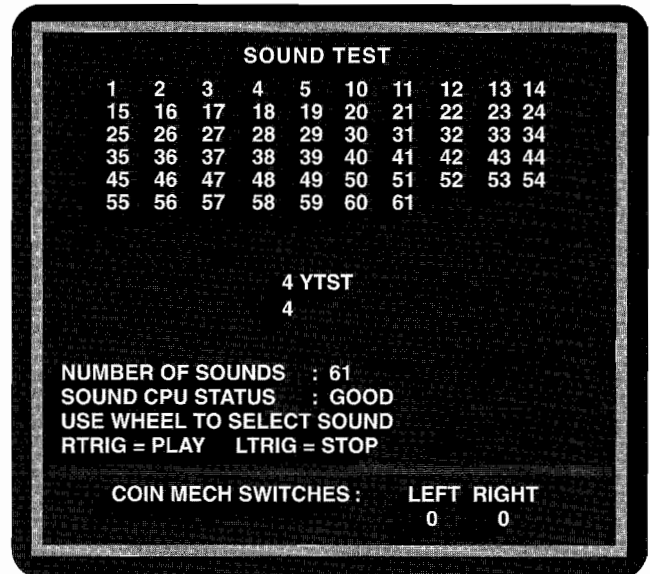 SOUND TEST
1 2 3 4 5 10 11 12 13 14
15 16 17 18 19 20 21 22 23 24
25 26 27 28 29 30 31 32 33 34
35 36 37 38 39 40 41 42 43 44
45 46 47 48 49 50 51 52 53 54
55 56 57 58 59 60 61
4 YTST
4
NUMBER OF SOUNDS : 61
SOUND CPU STATUS : GOOD
USE WHEEL TO SELECT SOUND
RTRIG = PLAY LTRIG = STOP
COIN MECH SWITCHES : LEFT RIGHT
0 0